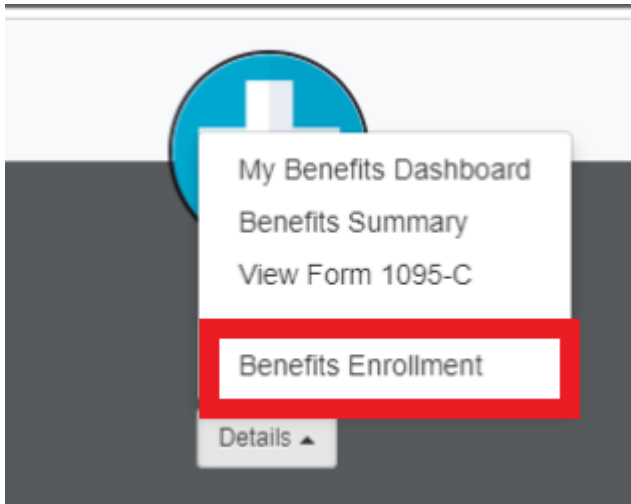 My Benefits Dashboard
Benefits Summary
View Form 1095-C
Benefits Enrollment
Details ▲